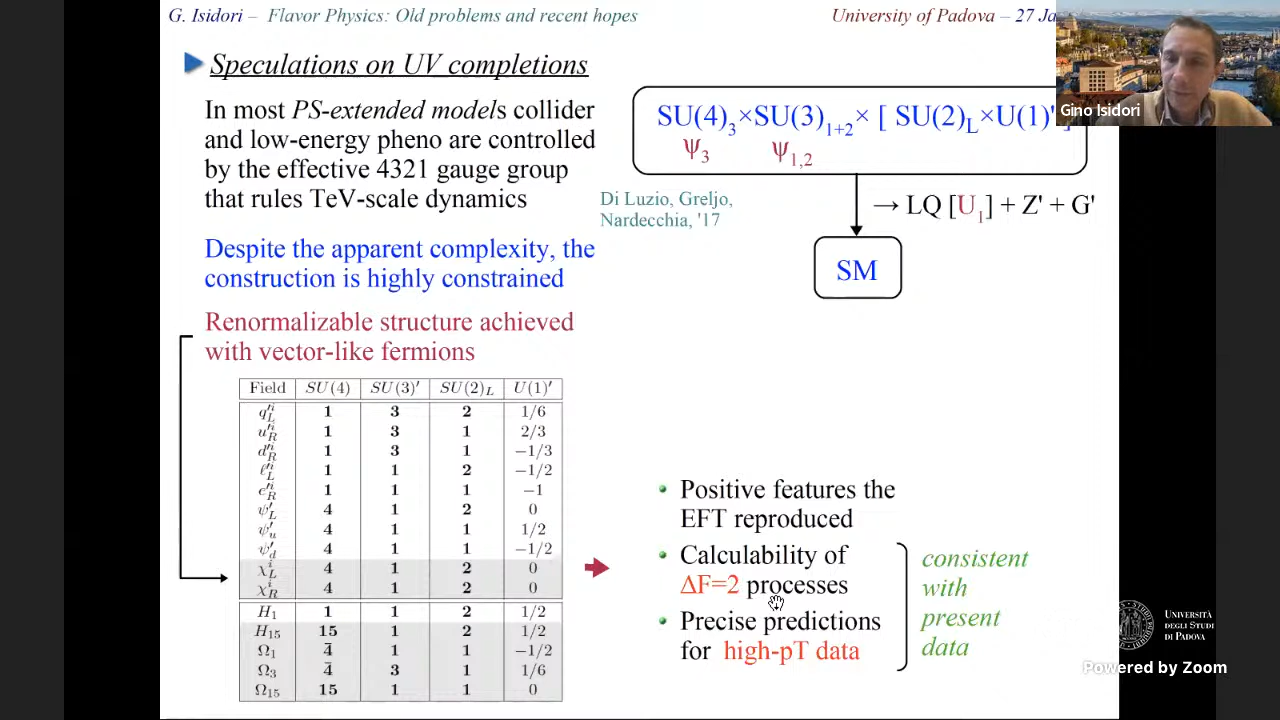 G. Isidori – Flavor Physics: Old problems and recent hopes
University of Padova – 27 Ja
Gino Isidori
Speculations on UV completions
In most PS-extended models collider
and low-energy pheno are controlled
by the effective 4321 gauge group
that rules TeV-scale dynamics
SU(4)₃×SU(3)₁₊₂× [ SU(2)L×U(1)' ]
ψ₃ ψ₁,₂
Di Luzio, Greljo,
Nardecchia, '17
→ LQ [U₁] + Z' + G'
SM
Despite the apparent complexity, the
construction is highly constrained
Renormalizable structure achieved
with vector-like fermions
Field SU(4) SU(3)′ SU(2)L U(1)′
q′ⁱL 1 3 2 1/6
u′ⁱR 1 3 1 2/3
d′ⁱR 1 3 1 −1/3
ℓ′ⁱL 1 1 2 −1/2
e′ⁱR 1 1 1 −1
ψ′L 4 1 2 0
ψ′u 4 1 1 1/2
ψ′d 4 1 1 −1/2
χⁱL 4 1 2 0
χⁱR 4 1 2 0
H₁ 1 1 2 1/2
H₁₅ 15 1 2 1/2
Ω₁ 4̄ 1 1 −1/2
Ω₃ 4̄ 3 1 1/6
Ω₁₅ 15 1 1 0
• Positive features the
EFT reproduced
• Calculability of
ΔF=2 processes
• Precise predictions
for high-pT data
consistent
with
present
data
UNIVERSITÀ
DEGLI STUDI
DI PADOVA
Powered by Zoom